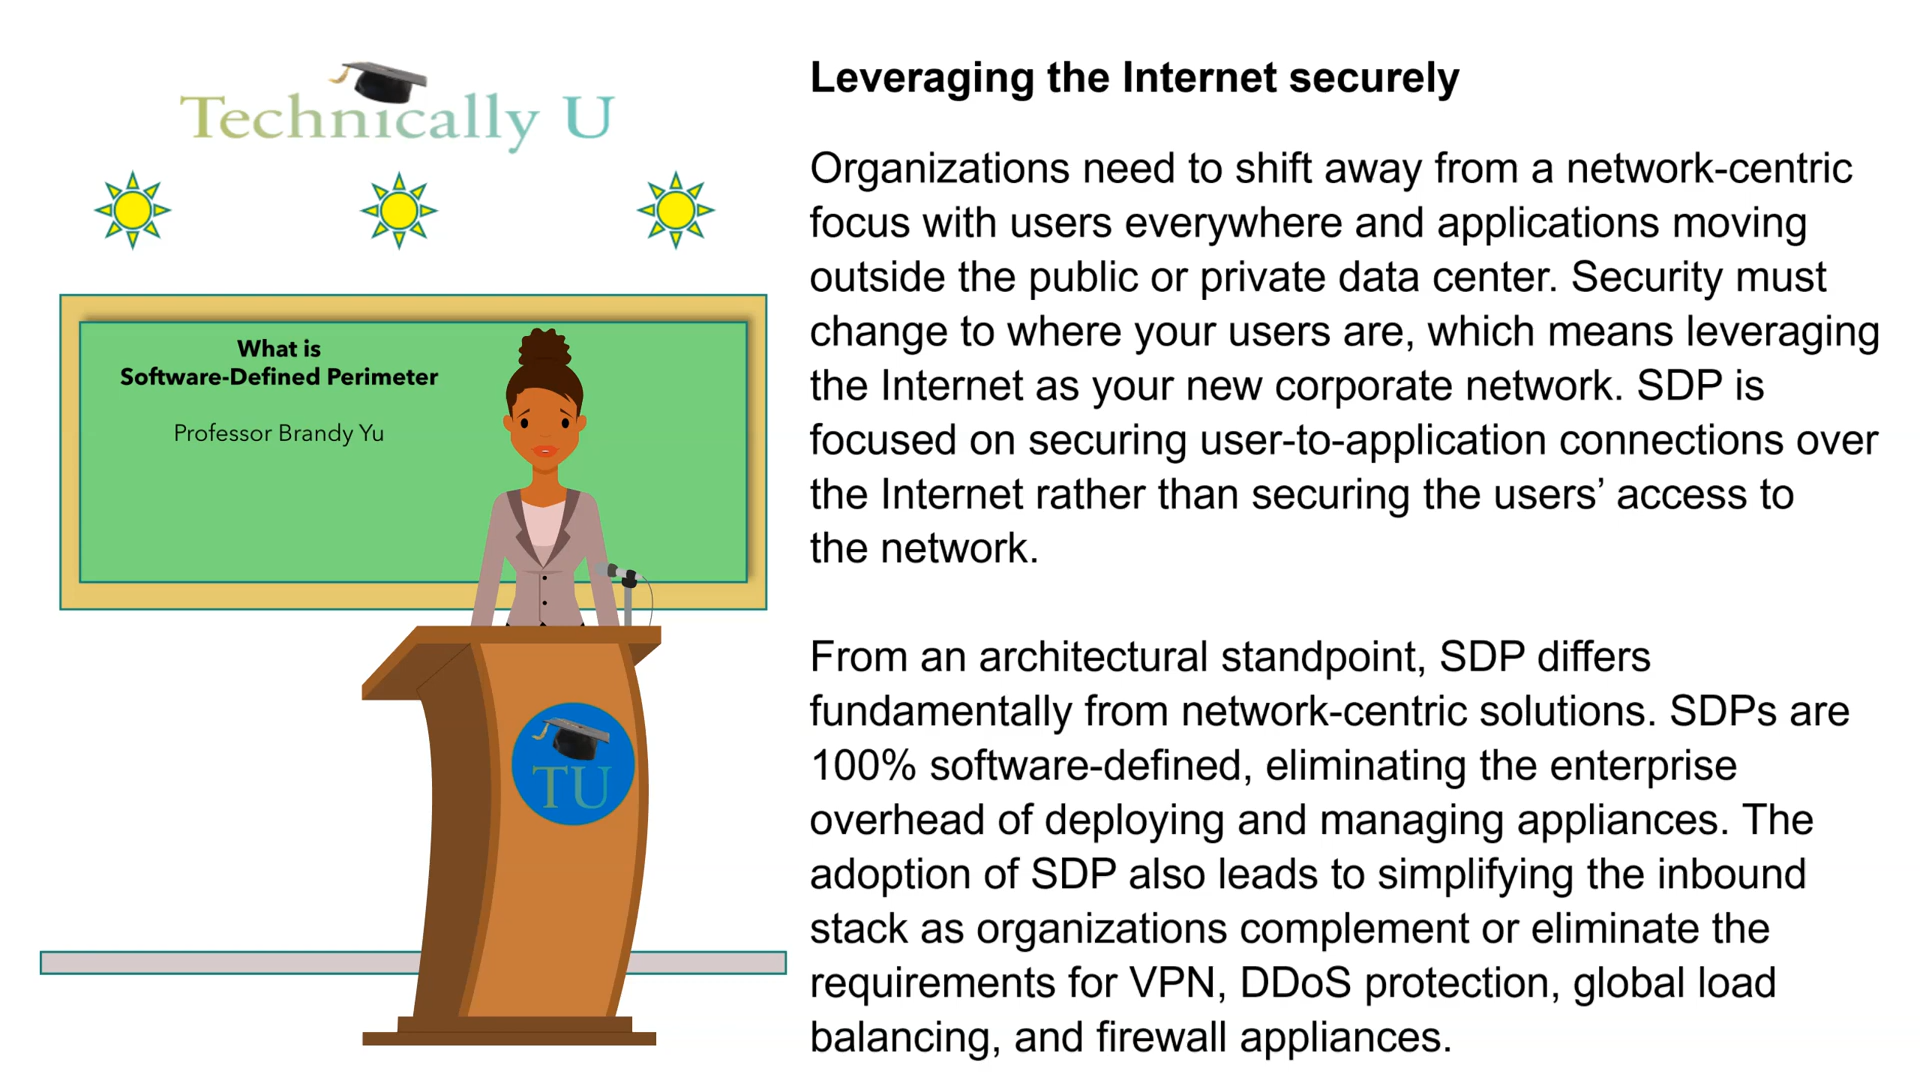 Technically U
What is
Software-Defined Perimeter
Professor Brandy Yu
TU
Leveraging the Internet securely
Organizations need to shift away from a network-centric
focus with users everywhere and applications moving
outside the public or private data center. Security must
change to where your users are, which means leveraging
the Internet as your new corporate network. SDP is
focused on securing user-to-application connections over
the Internet rather than securing the users’ access to
the network.
From an architectural standpoint, SDP differs
fundamentally from network-centric solutions. SDPs are
100% software-defined, eliminating the enterprise
overhead of deploying and managing appliances. The
adoption of SDP also leads to simplifying the inbound
stack as organizations complement or eliminate the
requirements for VPN, DDoS protection, global load
balancing, and firewall appliances.